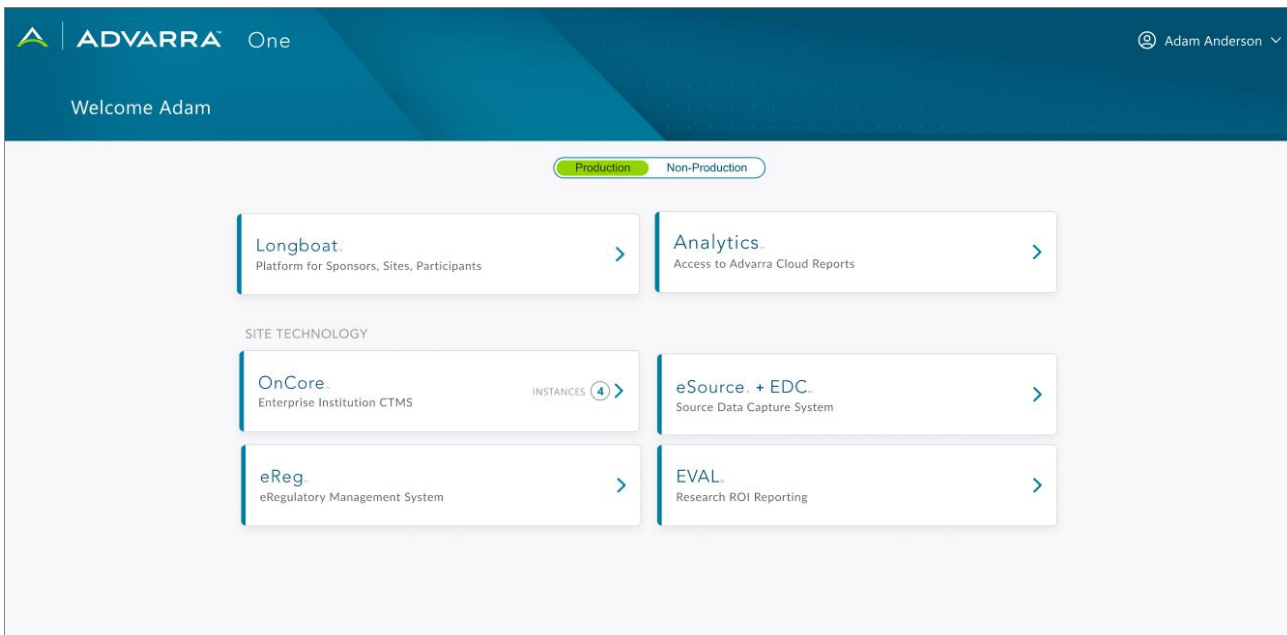 ADVARRA One
Adam Anderson
Welcome Adam
Production Non-Production
Longboat
Platform for Sponsors, Sites, Participants
Analytics
Access to Advarra Cloud Reports
SITE TECHNOLOGY
OnCore
Enterprise Institution CTMS
INSTANCES 4
eSource + EDC
Source Data Capture System
eReg
eRegulatory Management System
EVAL
Research ROI Reporting